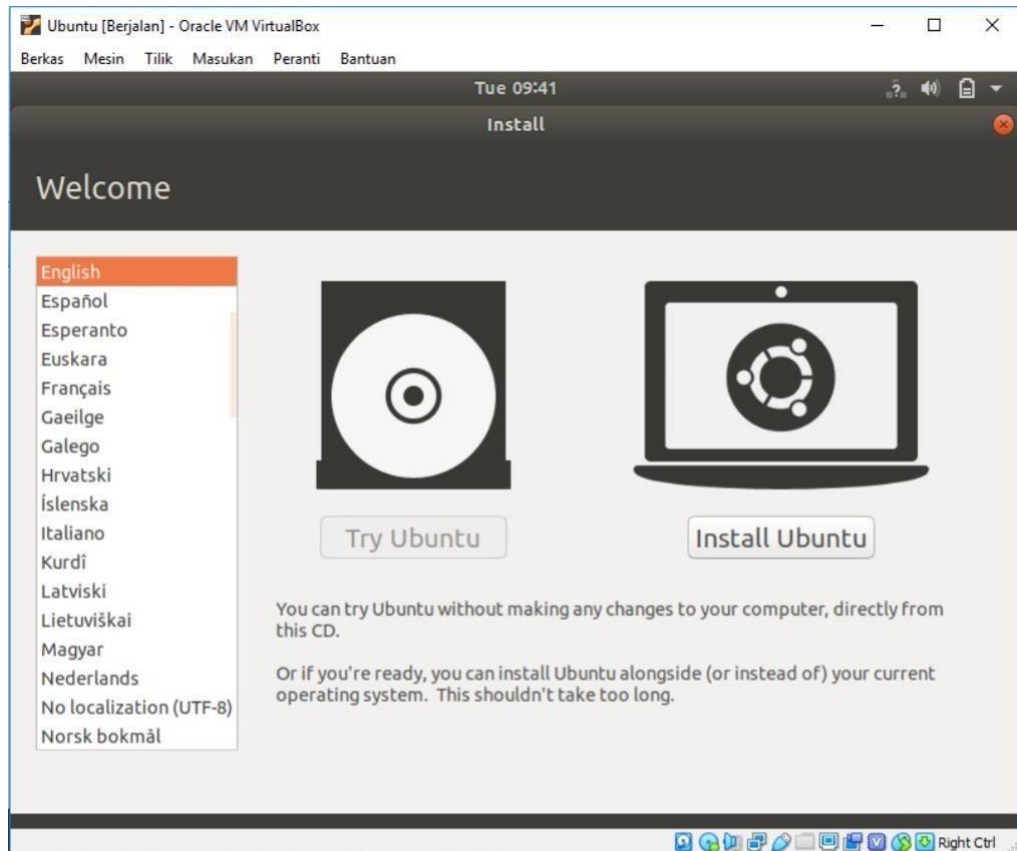 Ubuntu [Berjalan] - Oracle VM VirtualBox
Berkas Mesin Tilik Masukan Peranti Bantuan
Tue 09:41
Install
Welcome
English
Español
Esperanto
Euskara
Français
Gaeilge
Galego
Hrvatski
Íslenska
Italiano
Kurdî
Latviski
Lietuviškai
Magyar
Nederlands
No localization (UTF-8)
Norsk bokmål
Try Ubuntu
Install Ubuntu
You can try Ubuntu without making any changes to your computer, directly from
this CD.
Or if you're ready, you can install Ubuntu alongside (or instead of) your current
operating system. This shouldn't take too long.
Right Ctrl